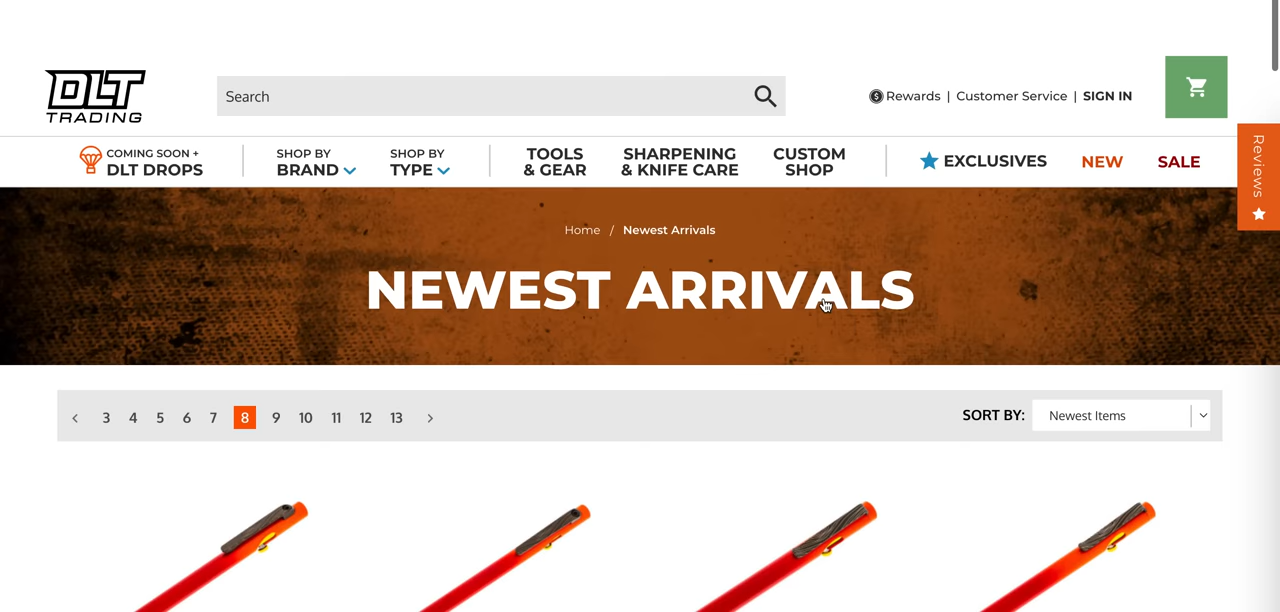 DLT
TRADING
Search
Rewards | Customer Service | SIGN IN
COMING SOON +
DLT DROPS
SHOP BY
BRAND
SHOP BY
TYPE
TOOLS
& GEAR
SHARPENING
& KNIFE CARE
CUSTOM
SHOP
EXCLUSIVES
NEW
SALE
Reviews
Home / Newest Arrivals
NEWEST ARRIVALS
< 3 4 5 6 7 8 9 10 11 12 13 >
SORT BY: Newest Items